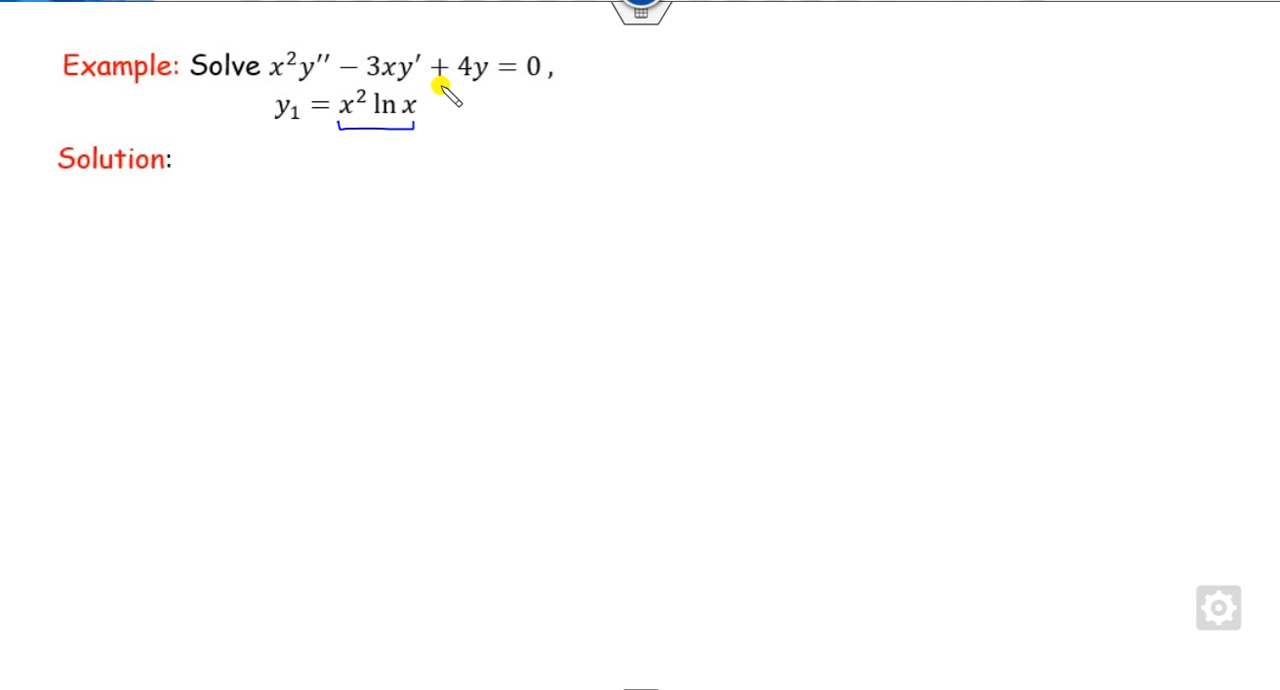 Example: Solve x²y″ − 3xy′ + 4y = 0 ,
y₁ = x² ln x
Solution: